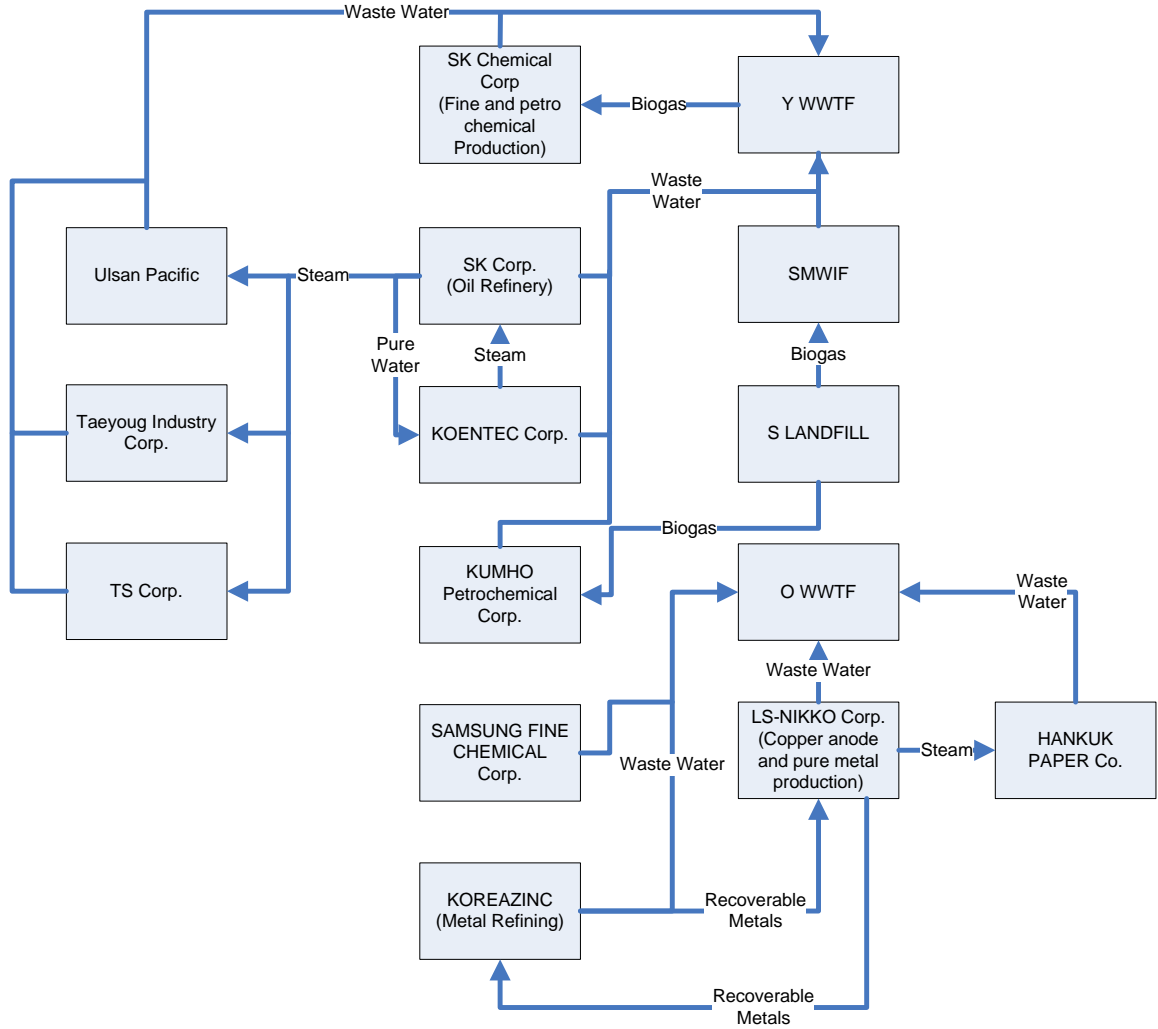 Waste Water
SK Chemical
Corp
(Fine and petro
chemical
Production)
Biogas
Y WWTF
Waste
Water
Ulsan Pacific
Steam
SK Corp.
(Oil Refinery)
SMWIF
Pure
Water
Steam
Biogas
Taeyoug Industry
Corp.
KOENTEC Corp.
S LANDFILL
Biogas
TS Corp.
KUMHO
Petrochemical
Corp.
O WWTF
Waste
Water
Waste Water
SAMSUNG FINE
CHEMICAL
Corp.
Waste Water
LS-NIKKO Corp.
(Copper anode
and pure metal
production)
Steam
HANKUK
PAPER Co.
KOREAZINC
(Metal Refining)
Recoverable
Metals
Recoverable
Metals